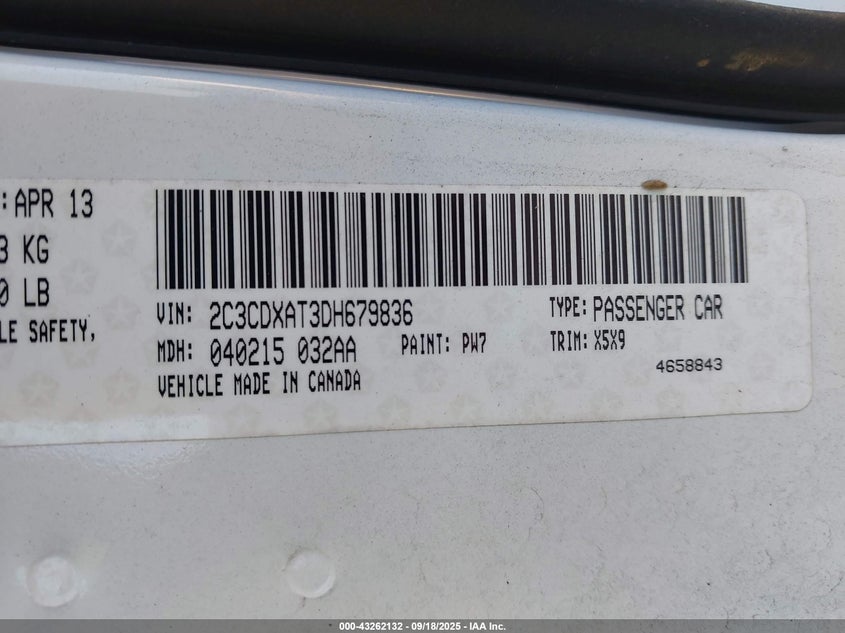 :APR 13
3 KG
0 LB
LE SAFETY,
VIN: 2C3CDXAT3DH679836
TYPE: PASSENGER CAR
MDH: 040215 032AA
PAINT: PW7
TRIM: X5X9
VEHICLE MADE IN CANADA
4658843
000-43262132 - 09/18/2025 - IAA Inc.